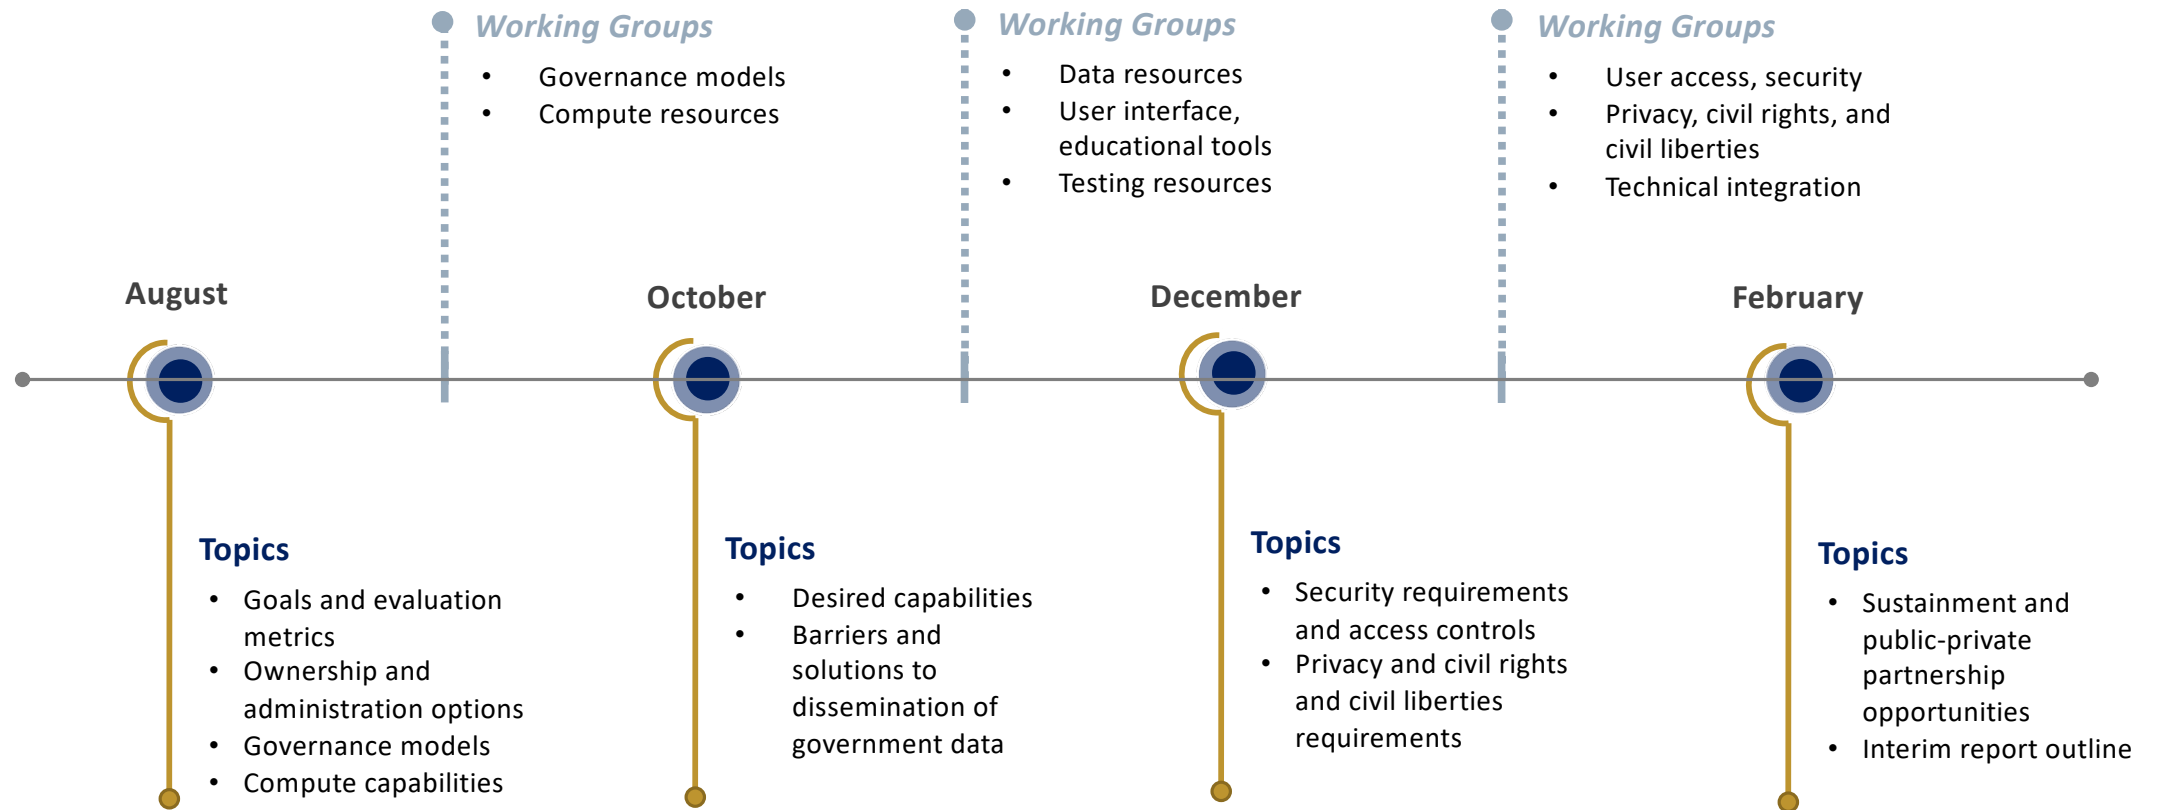 Working Groups
• Governance models
• Compute resources
Working Groups
• Data resources
• User interface,
educational tools
• Testing resources
Working Groups
• User access, security
• Privacy, civil rights, and
civil liberties
• Technical integration
August
October
December
February
Topics
• Goals and evaluation
metrics
• Ownership and
administration options
• Governance models
• Compute capabilities
Topics
• Desired capabilities
• Barriers and
solutions to
dissemination of
government data
Topics
• Security requirements
and access controls
• Privacy and civil rights
and civil liberties
requirements
Topics
• Sustainment and
public-private
partnership
opportunities
• Interim report outline